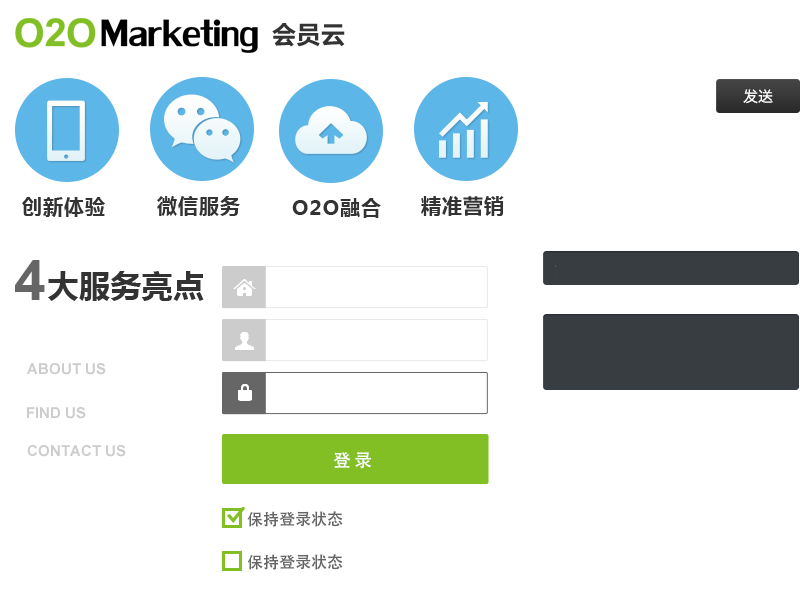 O2O Marketing 会员云
发送
创新体验
微信服务
O2O融合
精准营销
4大服务亮点
ABOUT US
FIND US
CONTACT US
登录
保持登录状态
保持登录状态